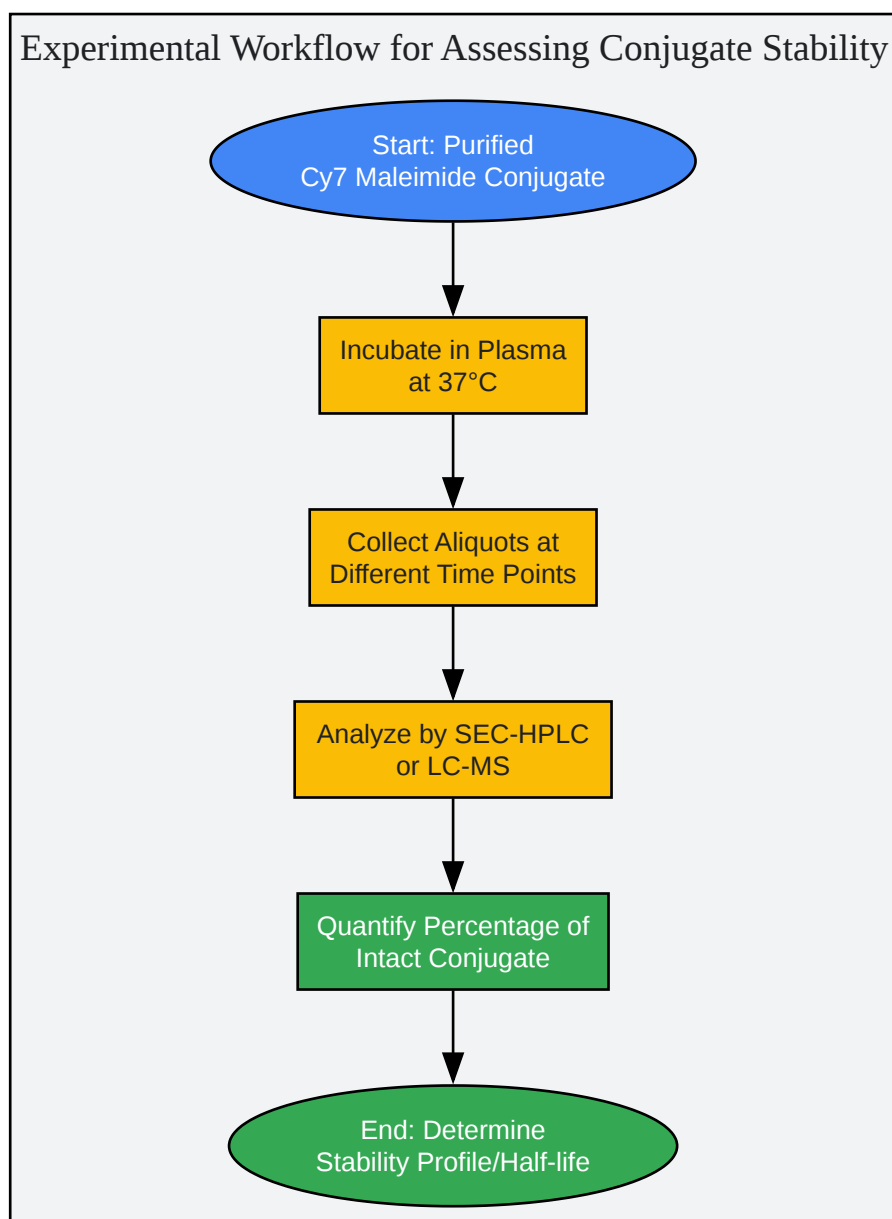 Experimental Workflow for Assessing Conjugate Stability
Start: Purified
Cy7 Maleimide Conjugate
Incubate in Plasma
at 37°C
Collect Aliquots at
Different Time Points
Analyze by SEC-HPLC
or LC-MS
Quantify Percentage of
Intact Conjugate
End: Determine
Stability Profile/Half-life